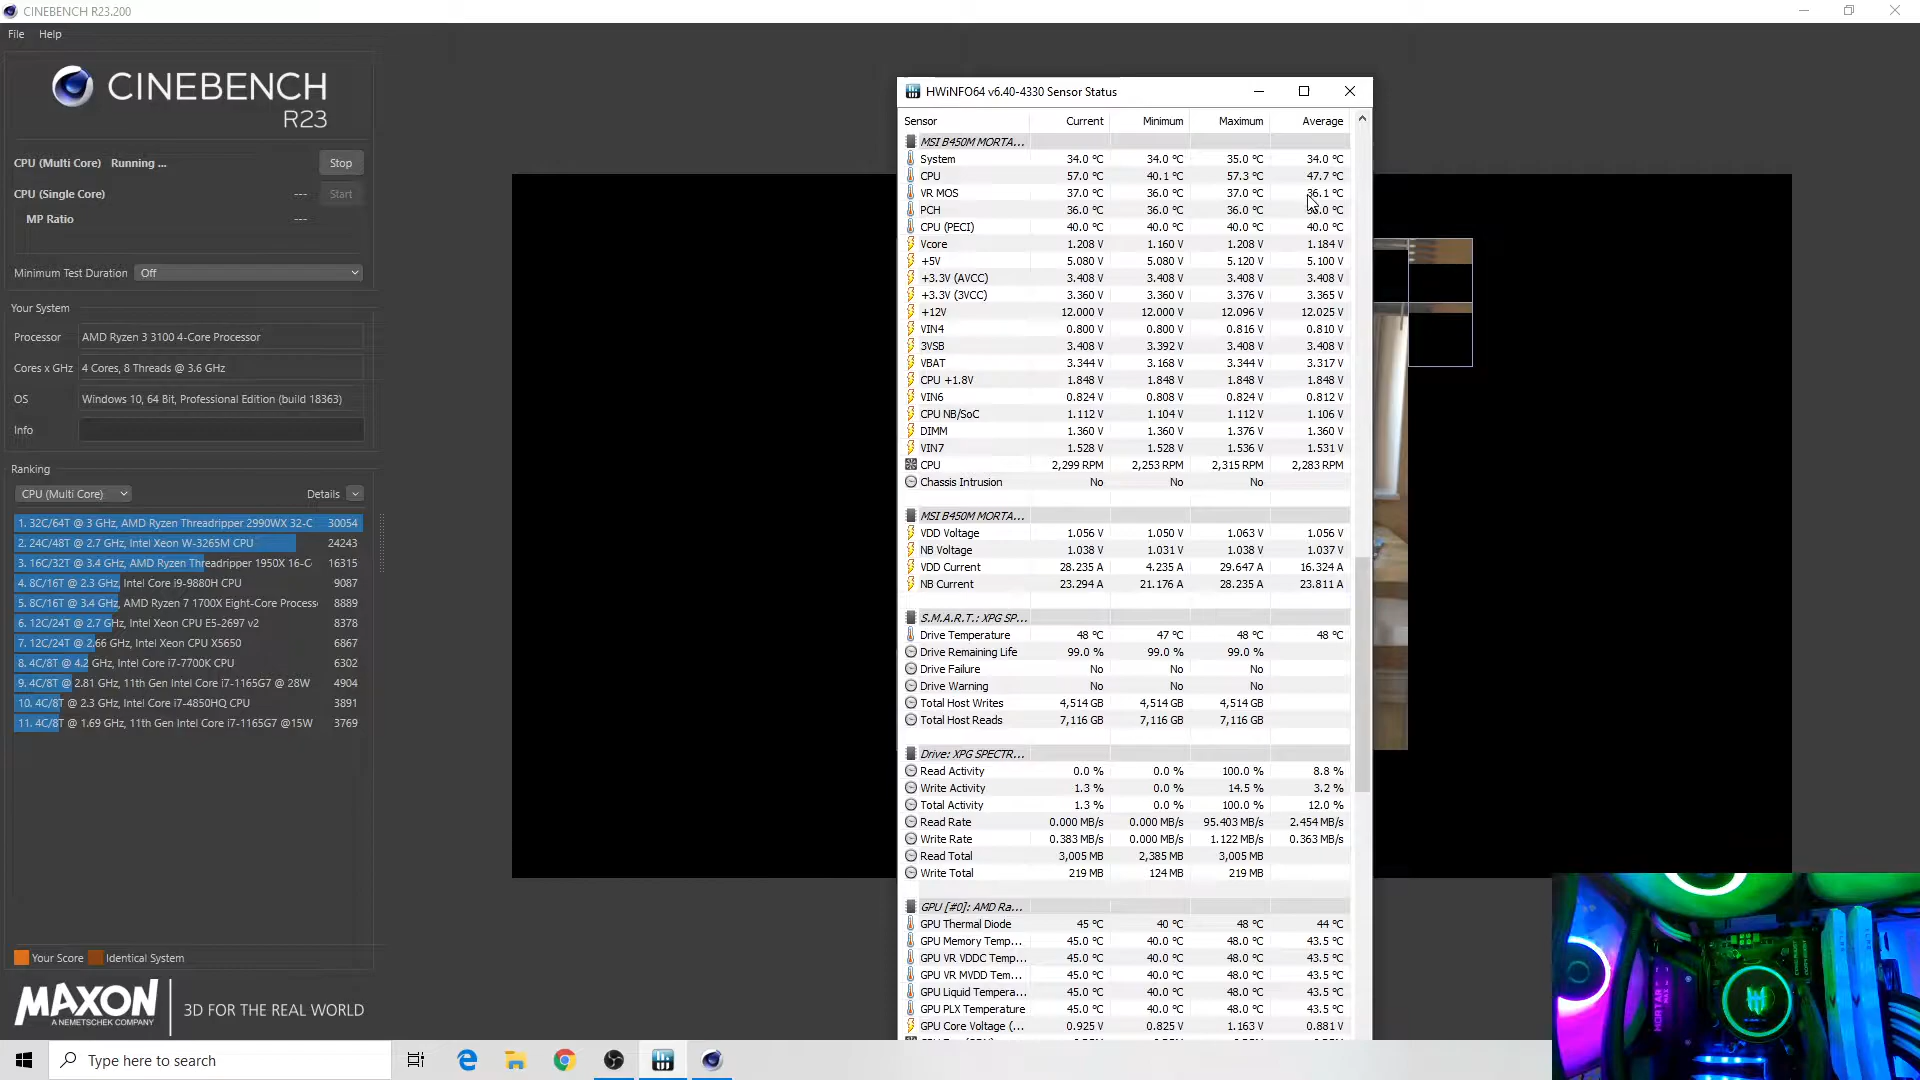 CINEBENCH R23.200
File Help
CINEBENCH
R23
CPU (Multi Core) Running ... Stop
CPU (Single Core) --- Start
MP Ratio ---
Minimum Test Duration Off
Your System
Processor AMD Ryzen 3 3100 4-Core Processor
Cores x GHz 4 Cores, 8 Threads @ 3.6 GHz
OS Windows 10, 64 Bit, Professional Edition (build 18363)
Info
Ranking
CPU (Multi Core) Details
1. 32C/64T @ 3 GHz, AMD Ryzen Threadripper 2990WX 32-C 30054
2. 24C/48T @ 2.7 GHz, Intel Xeon W-3265M CPU 24243
3. 16C/32T @ 3.4 GHz, AMD Ryzen Threadripper 1950X 16-C 16315
4. 8C/16T @ 2.3 GHz, Intel Core i9-9880H CPU 9087
5. 8C/16T @ 3.4 GHz, AMD Ryzen 7 1700X Eight-Core Process 8889
6. 12C/24T @ 2.7 GHz, Intel Xeon CPU E5-2697 v2 8378
7. 12C/24T @ 2.66 GHz, Intel Xeon CPU X5650 6867
8. 4C/8T @ 4.2 GHz, Intel Core i7-7700K CPU 6302
9. 4C/8T @ 2.81 GHz, 11th Gen Intel Core i7-1165G7 @ 28W 4904
10. 4C/8T @ 2.3 GHz, Intel Core i7-4850HQ CPU 3891
11. 4C/8T @ 1.69 GHz, 11th Gen Intel Core i7-1165G7 @15W 3769
Your Score Identical System
MAXON
A NEMETSCHEK COMPANY
3D FOR THE REAL WORLD
HWiNFO64 v6.40-4330 Sensor Status
Sensor Current Minimum Maximum Average
MSI B450M MORTA...
System 34.0 °C 34.0 °C 35.0 °C 34.0 °C
CPU 57.0 °C 40.1 °C 57.3 °C 47.7 °C
VR MOS 37.0 °C 36.0 °C 37.0 °C 36.1 °C
PCH 36.0 °C 36.0 °C 36.0 °C 36.0 °C
CPU (PECI) 40.0 °C 40.0 °C 40.0 °C 40.0 °C
Vcore 1.208 V 1.160 V 1.208 V 1.184 V
+5V 5.080 V 5.080 V 5.120 V 5.100 V
+3.3V (AVCC) 3.408 V 3.408 V 3.408 V 3.408 V
+3.3V (3VCC) 3.360 V 3.360 V 3.376 V 3.365 V
+12V 12.000 V 12.000 V 12.096 V 12.025 V
VIN4 0.800 V 0.800 V 0.816 V 0.810 V
3VSB 3.408 V 3.392 V 3.408 V 3.408 V
VBAT 3.344 V 3.168 V 3.344 V 3.317 V
CPU +1.8V 1.848 V 1.848 V 1.848 V 1.848 V
VIN6 0.824 V 0.808 V 0.824 V 0.812 V
CPU NB/SoC 1.112 V 1.104 V 1.112 V 1.106 V
DIMM 1.360 V 1.360 V 1.376 V 1.360 V
VIN7 1.528 V 1.528 V 1.536 V 1.531 V
CPU 2,299 RPM 2,253 RPM 2,315 RPM 2,283 RPM
Chassis Intrusion No No No
MSI B450M MORTA...
VDD Voltage 1.056 V 1.050 V 1.063 V 1.056 V
NB Voltage 1.038 V 1.031 V 1.038 V 1.037 V
VDD Current 28.235 A 4.235 A 29.647 A 16.324 A
NB Current 23.294 A 21.176 A 28.235 A 23.811 A
S.M.A.R.T.: XPG SP...
Drive Temperature 48 °C 47 °C 48 °C 48 °C
Drive Remaining Life 99.0 % 99.0 % 99.0 %
Drive Failure No No No
Drive Warning No No No
Total Host Writes 4,514 GB 4,514 GB 4,514 GB
Total Host Reads 7,116 GB 7,116 GB 7,116 GB
Drive: XPG SPECTR...
Read Activity 0.0 % 0.0 % 100.0 % 8.8 %
Write Activity 1.3 % 0.0 % 14.5 % 3.2 %
Total Activity 1.3 % 0.0 % 100.0 % 12.0 %
Read Rate 0.000 MB/s 0.000 MB/s 95.403 MB/s 2.454 MB/s
Write Rate 0.383 MB/s 0.000 MB/s 1.122 MB/s 0.363 MB/s
Read Total 3,005 MB 2,385 MB 3,005 MB
Write Total 219 MB 124 MB 219 MB
GPU [#0]: AMD Ra...
GPU Thermal Diode 45 °C 40 °C 48 °C 44 °C
GPU Memory Temp... 45.0 °C 40.0 °C 48.0 °C 43.5 °C
GPU VR VDDC Temp... 45.0 °C 40.0 °C 48.0 °C 43.5 °C
GPU VR MVDD Tem... 45.0 °C 40.0 °C 48.0 °C 43.5 °C
GPU Liquid Tempera... 45.0 °C 40.0 °C 48.0 °C 43.5 °C
GPU PLX Temperature 45.0 °C 40.0 °C 48.0 °C 43.5 °C
GPU Core Voltage (... 0.925 V 0.825 V 1.163 V 0.881 V
MORTAR
Type here to search